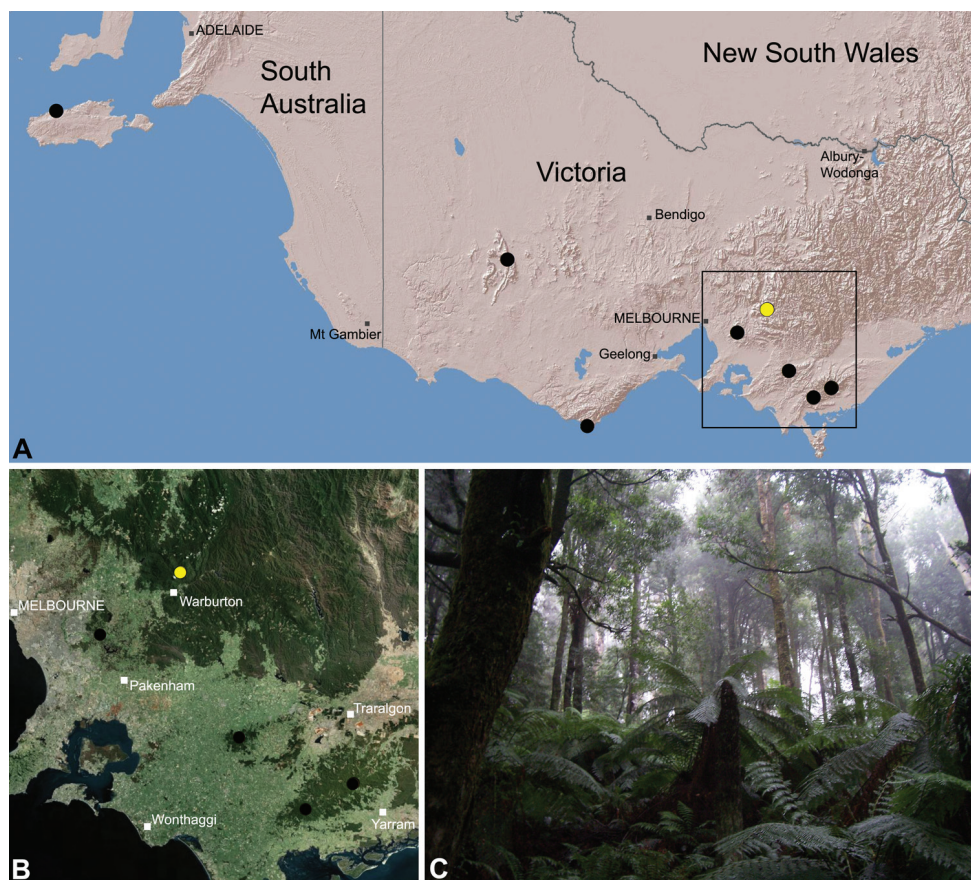 ADELAIDE
South
Australia
New South Wales
Albury-
Wodonga
Victoria
Bendigo
MELBOURNE
Mt Gambier
Geelong
A
MELBOURNE
Warburton
Pakenham
Traralgon
Wonthaggi
Yarram
B
C